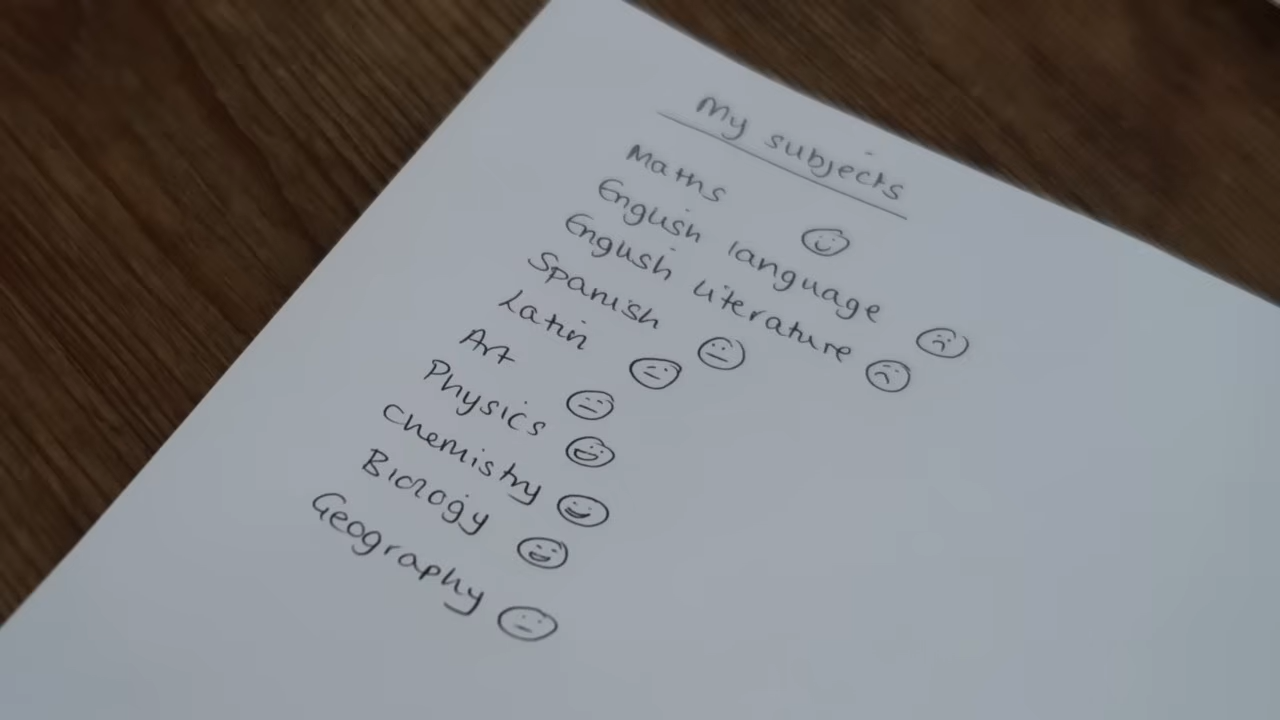 My subjects
Maths
English language
English Literature
Spanish
Latin
Art
Physics
Chemistry
Biology
Geography